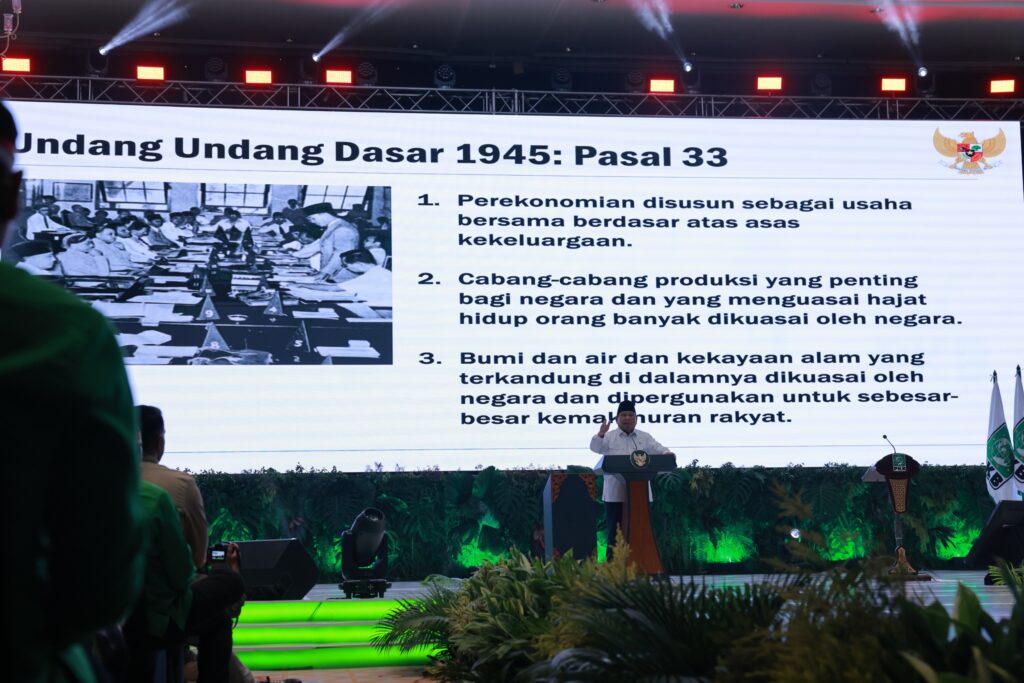 Undang Undang Dasar 1945: Pasal 33
1. Perekonomian disusun sebagai usaha
bersama berdasar atas asas
kekeluargaan.
2. Cabang-cabang produksi yang penting
bagi negara dan yang menguasai hajat
hidup orang banyak dikuasai oleh negara.
3. Bumi dan air dan kekayaan alam yang
terkandung di dalamnya dikuasai oleh
negara dan dipergunakan untuk sebesar-
besar kemakmuran rakyat.